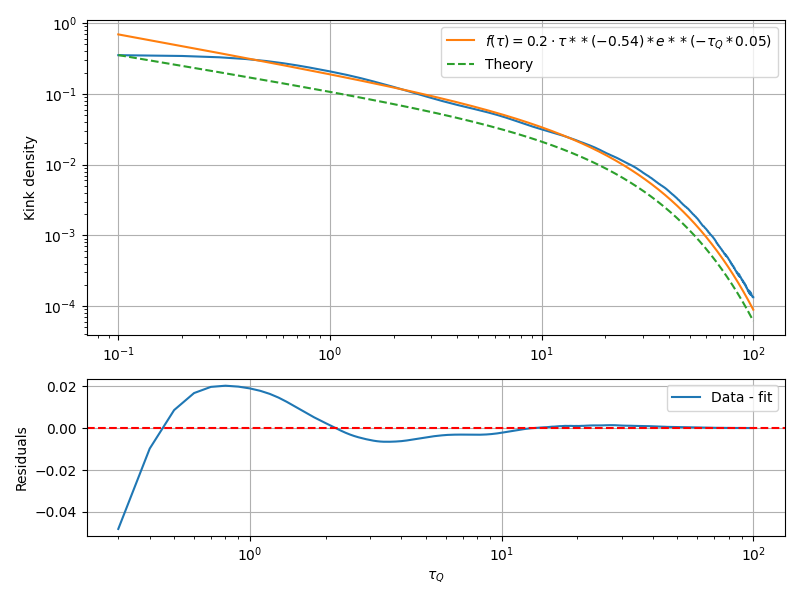 10⁰
10⁻¹
10⁻²
10⁻³
10⁻⁴
Kink density
f(τ) = 0.2 · τ * *(−0.54) * e * *(−τ_Q * 0.05)
Theory
10⁻¹ 10⁰ 10¹ 10²
0.02
0.00
−0.02
−0.04
Residuals
Data - fit
10⁰ 10¹ 10²
τ_Q